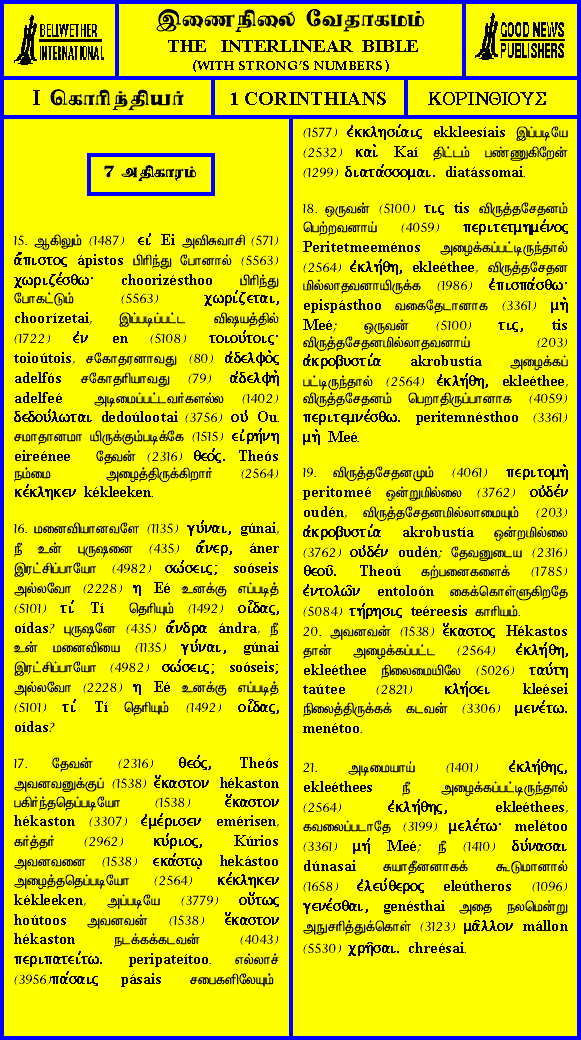 BELLWETHER
INTERNATIONAL
இணைநிலை வேதாகமம்
THE INTERLINEAR BIBLE
(WITH STRONG'S NUMBERS)
GOOD NEWS
PUBLISHERS
I கொரிந்தியர்
1 CORINTHIANS
ΚΟΡΙΝΘΙΟΥΣ
7 அதிகாரம்
15. ஆகிலும் (1487) εἰ Ei அவிசுவாசி (571)
ἄπιστος ápistos பிரிந்து போனால் (5563)
χωριζέσθω· choorizésthoo பிரிந்து
போகட்டும் (5563) χωρίζεται,
choorízetai, இப்படிப்பட்ட விஷயத்தில்
(1722) ἐν en (5108) τοιούτοις·
toioútois, சகோதரனாவது (80) ἀδελφὸς
adelfós சகோதரியாவது (79) ἀδελφὴ
adelfeé அடிமைப்பட்டவர்களல்ல (1402)
δεδούλωται dedoúlootai (3756) οὐ Ou.
சமாதானமா யிருக்கும்படிக்கே (1515) εἰρήνη
eireénee தேவன் (2316) θεός. Theós
நம்மை அழைத்திருக்கிறார் (2564)
κέκληκεν kékleeken.
16. மனைவியானவளே (1135) γύναι, gúnai,
நீ உன் புருஷனை (435) ἄνερ, áner
இரட்சிப்பாயோ (4982) σώσεις; soóseis
அல்லவோ (2228) η Eé உனக்கு எப்படித்
(5101) τί Tí தெரியும் (1492) οἶδας,
oídas? புருஷனே (435) ἄνδρα ándra, நீ
உன் மனைவியை (1135) γύναι, gúnai
இரட்சிப்பாயோ (4982) σώσεις; soóseis;
அல்லவோ (2228) η Eé உனக்கு எப்படித்
(5101) τί Tí தெரியும் (1492) οἶδας,
oídas?
17. தேவன் (2316) θεός, Theós
அவனவனுக்குப் (1538) ἕκαστον hékaston
பகிர்ந்ததெப்படியோ (1538) ἕκαστον
hékaston (3307) ἐμέρισεν emérisen,
கர்த்தர் (2962) κύριος, Kúrios
அவனவனை (1538) εκάστῳ hekástoo
அழைத்ததெப்படியோ (2564) κέκληκεν
kékleeken, அப்படியே (3779) οὕτως
hoútoos அவனவன் (1538) ἕκαστον
hékaston நடக்கக்கடவன் (4043)
περιπατείτω. peripateítoo. எல்லாச்
(3956)πάσαις pásais சபைகளிலேயும்
(1577) ἐκκλησίαις ekkleesíais இப்படியே
(2532) καὶ Kaí திட்டம் பண்ணுகிறேன்
(1299) διατάσσομαι. diatássomai.
18. ஒருவன் (5100) τις tis விருத்தசேதனம்
பெற்றவனாய் (4059) περιτετμημένος
Peritetmeeménos அழைக்கப்பட்டிருந்தால்
(2564) ἐκλήθη, ekleéthee, விருத்தசேதன
மில்லாதவனாயிருக்க (1986) ἐπισπάσθω·
epispásthoo வகைதேடானாக (3361) μὴ
Meé; ஒருவன் (5100) τις, tis
விருத்தசேதனமில்லாதவனாய் (203)
ἀκροβυστία akrobustía அழைக்கப்
பட்டிருந்தால் (2564) ἐκλήθη, ekleéthee,
விருத்தசேதனம் பெறாதிருப்பானாக (4059)
περιτεμνέσθω. peritemnésthoo (3361)
μὴ Meé.
19. விருத்தசேதனமும் (4061) περιτομὴ
peritomeé ஒன்றுமில்லை (3762) οὐδέν
oudén, விருத்தசேதனமில்லாமையும் (203)
ἀκροβυστία akrobustía ஒன்றமில்லை
(3762) οὐδέν oudén; தேவனுடைய (2316)
θεοῦ. Theoú கற்பனைகளைக் (1785)
ἐντολῶν entoloón கைக்கொள்ளுகிறதே
(5084) τήρησις teéreesis காரியம்.
20. அவனவன் (1538) ἕκαστος Hékastos
தான் அழைக்கப்பட்ட (2564) ἐκλήθη,
ekleéthee நிலைமையிலே (5026) ταύτη
taútee (2821) κλήσει kleései
நிலைத்திருக்கக் கடவன் (3306) μενέτω.
menétoo.
21. அடிமையாய் (1401) ἐκλήθης,
ekleéthees நீ அழைக்கப்பட்டிருந்தால்
(2564) ἐκλήθης, ekleéthees,
கவலைப்படாதே (3199) μελέτω· melétoo
(3361) μή Meé; நீ (1410) δύνασαι
dúnasai சுயாதீனனாகக் கூடுமானால்
(1658) ἐλεύθερος eleútheros (1096)
γενέσθαι, genésthai அதை நலமென்று
அநுசரித்துக்கொள் (3123) μᾶλλον mállon
(5530) χρῆσαι. chreésai.